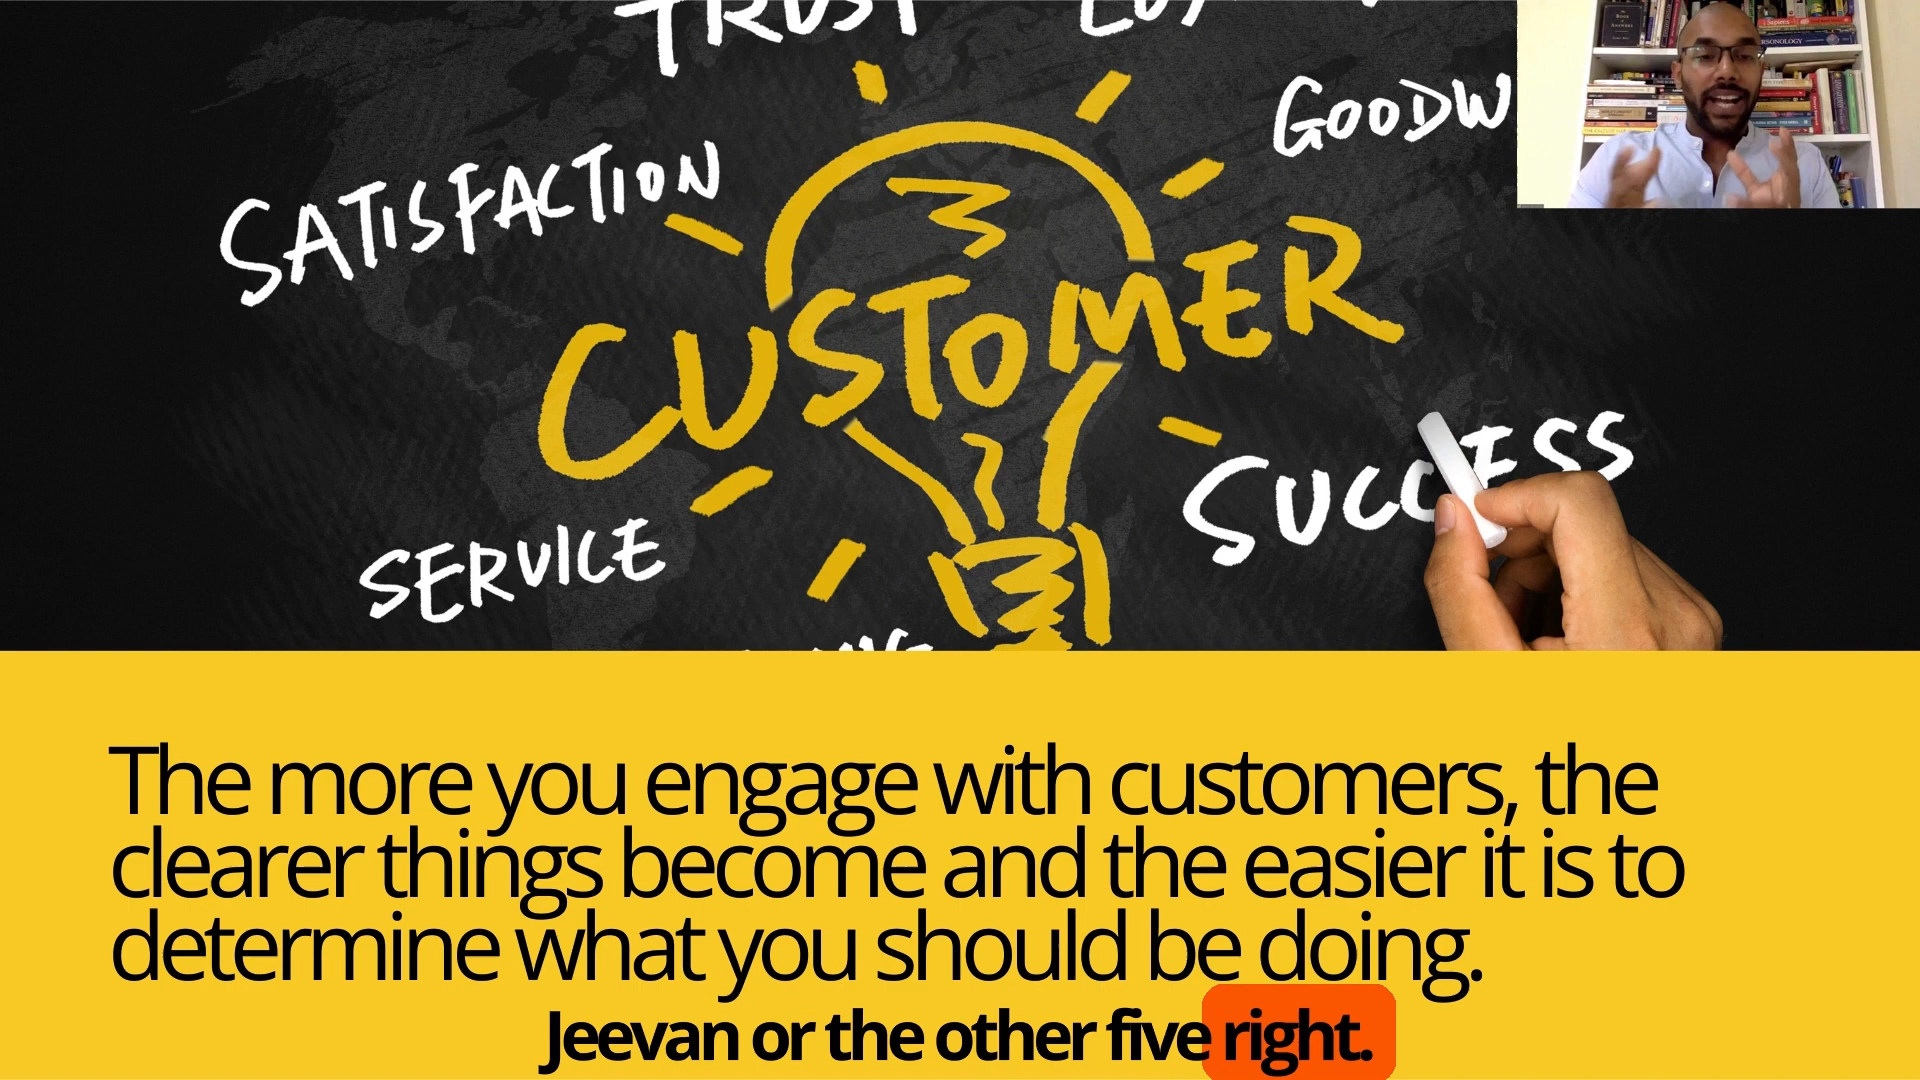 TRUST
GOODW
SATISFACTION
CUSTOMER
SUCCESS
SERVICE
The more you engage with customers, the
clearer things become and the easier it is to
determine what you should be doing.
Jeevan or the other five right.